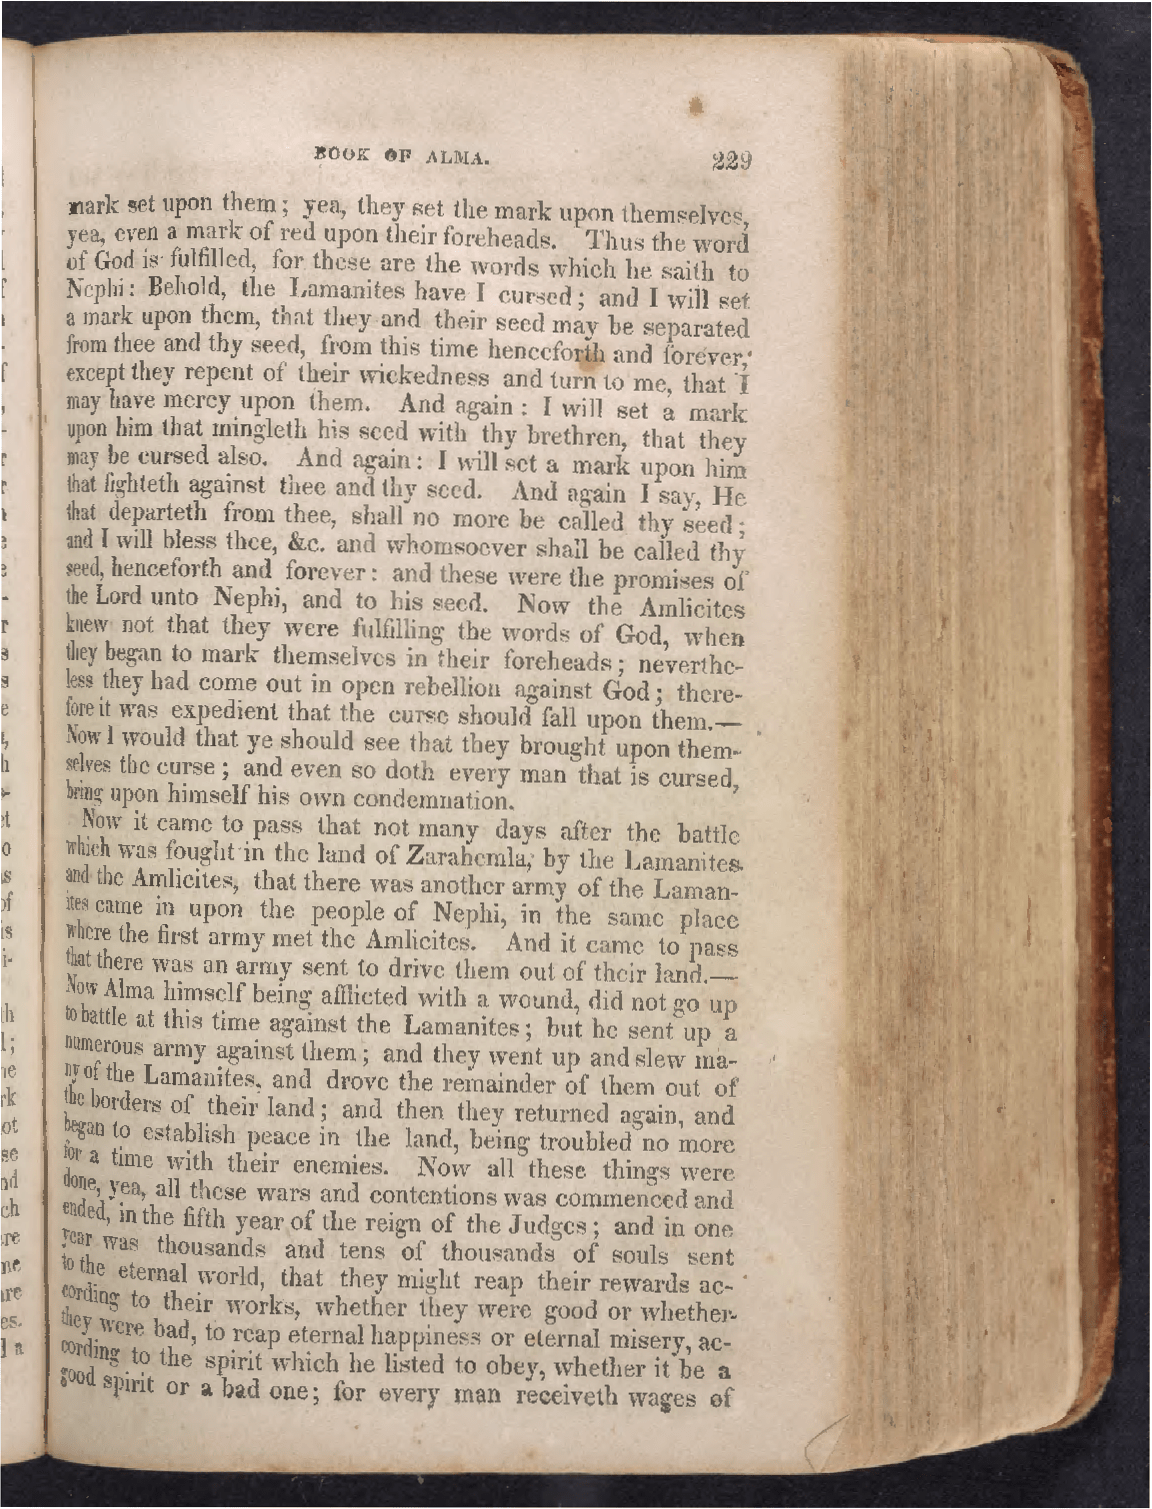 BOOK OF ALMA. 229
mark set upon them; yea, they set the mark upon themselves,
yea, even a mark of red upon their foreheads. Thus the word
of God is fulfilled, for these are the words which he saith to
Nephi: Behold, the Lamanites have I cursed; and I will set
a mark upon them, that they and their seed may be separated
from thee and thy seed, from this time henceforth and forever,
except they repent of their wickedness and turn to me, that I
may have mercy upon them. And again: I will set a mark
upon him that mingleth his seed with thy brethren, that they
may be cursed also. And again: I will set a mark upon him
that fighteth against thee and thy seed. And again I say, He
that departeth from thee, shall no more be called thy seed;
and I will bless thee, &c. and whomsoever shall be called thy
seed, henceforth and forever: and these were the promises of
the Lord unto Nephi, and to his seed. Now the Amlicites
knew not that they were fulfilling the words of God, when
they began to mark themselves in their foreheads; neverthe-
less they had come out in open rebellion against God; there-
fore it was expedient that the curse should fall upon them.—
Now I would that ye should see that they brought upon them-
selves the curse; and even so doth every man that is cursed,
bring upon himself his own condemnation.
Now it came to pass that not many days after the battle
which was fought in the land of Zarahemla, by the Lamanites
and the Amlicites, that there was another army of the Laman-
ites came in upon the people of Nephi, in the same place
where the first army met the Amlicites. And it came to pass
that there was an army sent to drive them out of their land.—
Now Alma himself being afflicted with a wound, did not go up
to battle at this time against the Lamanites; but he sent up a
numerous army against them; and they went up and slew ma-
ny of the Lamanites, and drove the remainder of them out of
the borders of their land; and then they returned again, and
began to establish peace in the land, being troubled no more
for a time with their enemies. Now all these things were
done, yea, all these wars and contentions was commenced and
ended, in the fifth year of the reign of the Judges; and in one
year was thousands and tens of thousands of souls sent
to the eternal world, that they might reap their rewards ac-
cording to their works, whether they were good or whether
they were bad, to reap eternal happiness or eternal misery, ac-
cording to the spirit which he listed to obey, whether it be a
good spirit or a bad one; for every man receiveth wages of